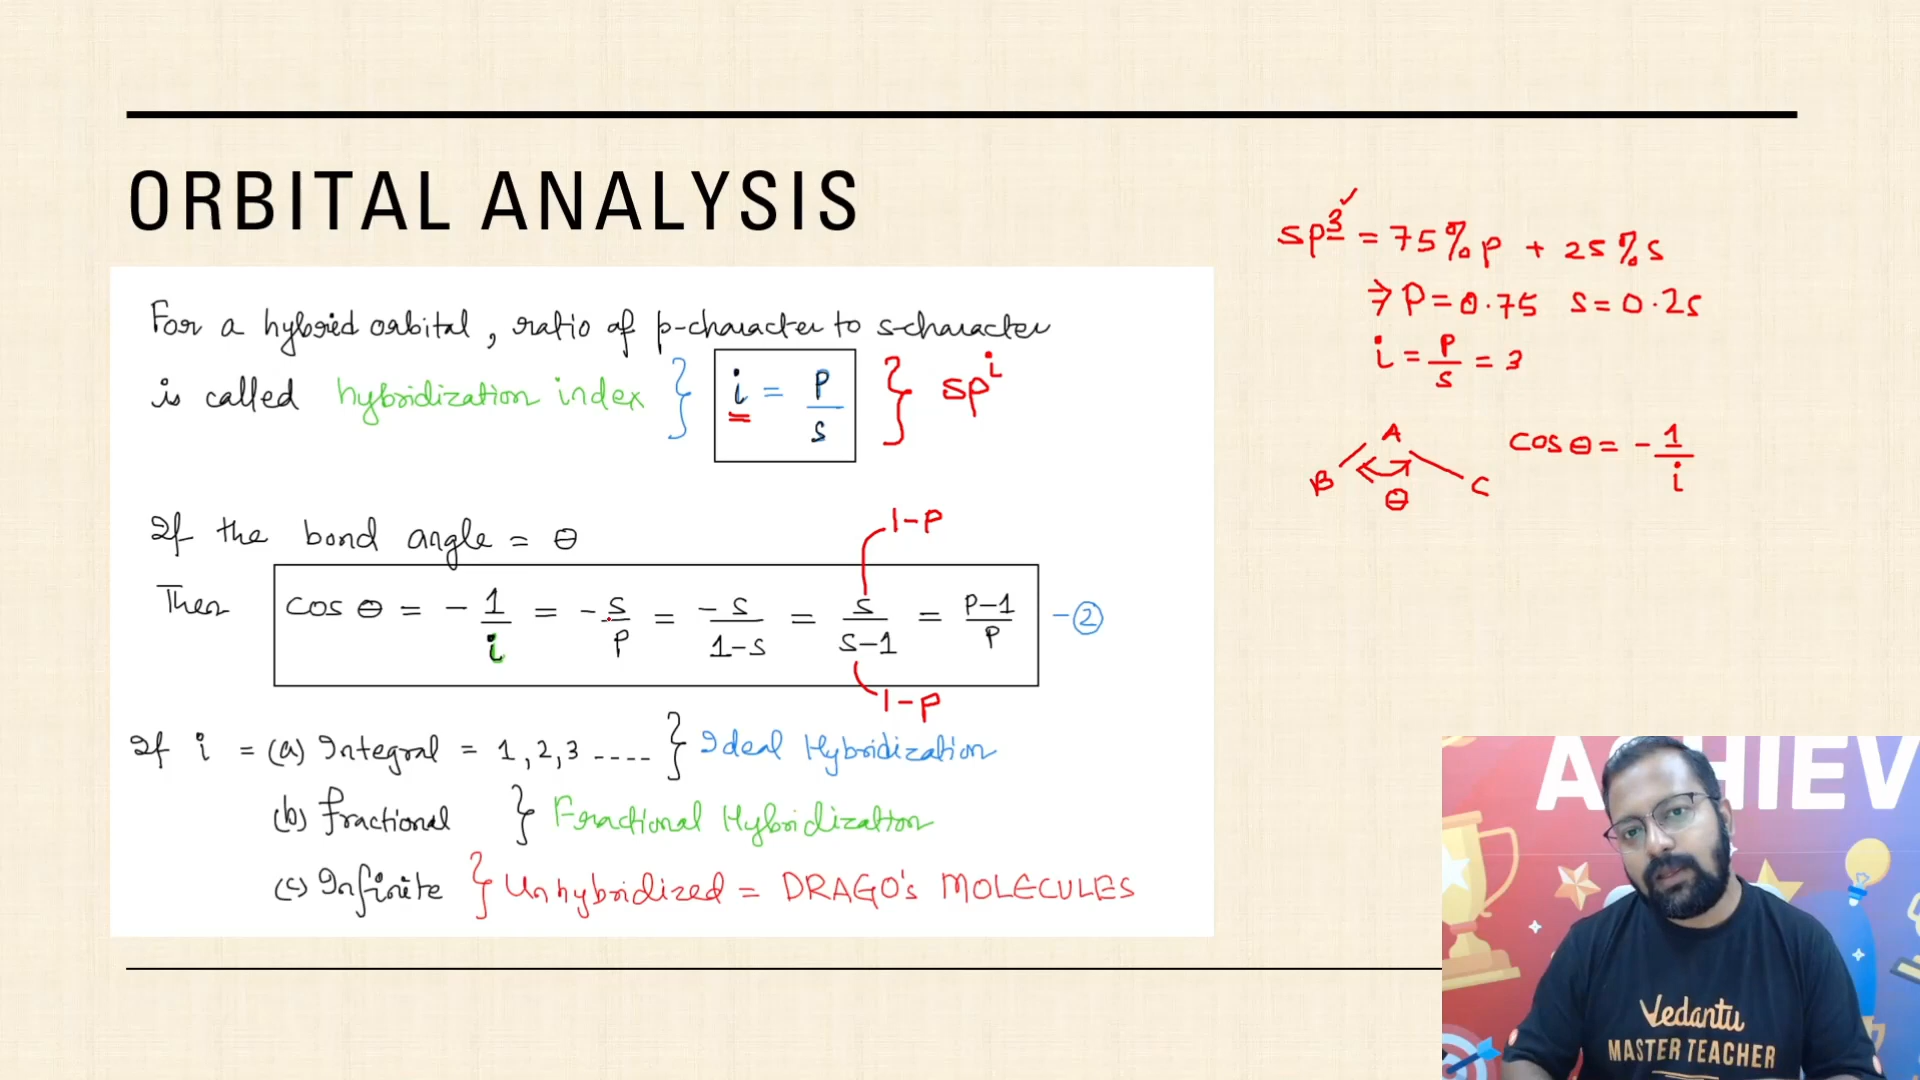 ORBITAL ANALYSIS
For a hybrid orbital, ratio of p-character to s-character
is called hybridization index } i = p/s } spⁱ
If the bond angle = θ
1-p
Then cos θ = -1/i = -s/p = -s/1-s = s/s-1 = p-1/p -②
1-p
If i = (a) Integral = 1,2,3 ---- } Ideal Hybridization
(b) fractional } Fractional Hybridization
(c) Infinite } Unhybridized = DRAGO's MOLECULES
sp³ ✓ = 75%p + 25%s
⇒ P=0.75 s=0.25
i = p/s = 3
A
B θ C
cos θ = -1/i
ACHIEV
Vedantu
MASTER TEACHER